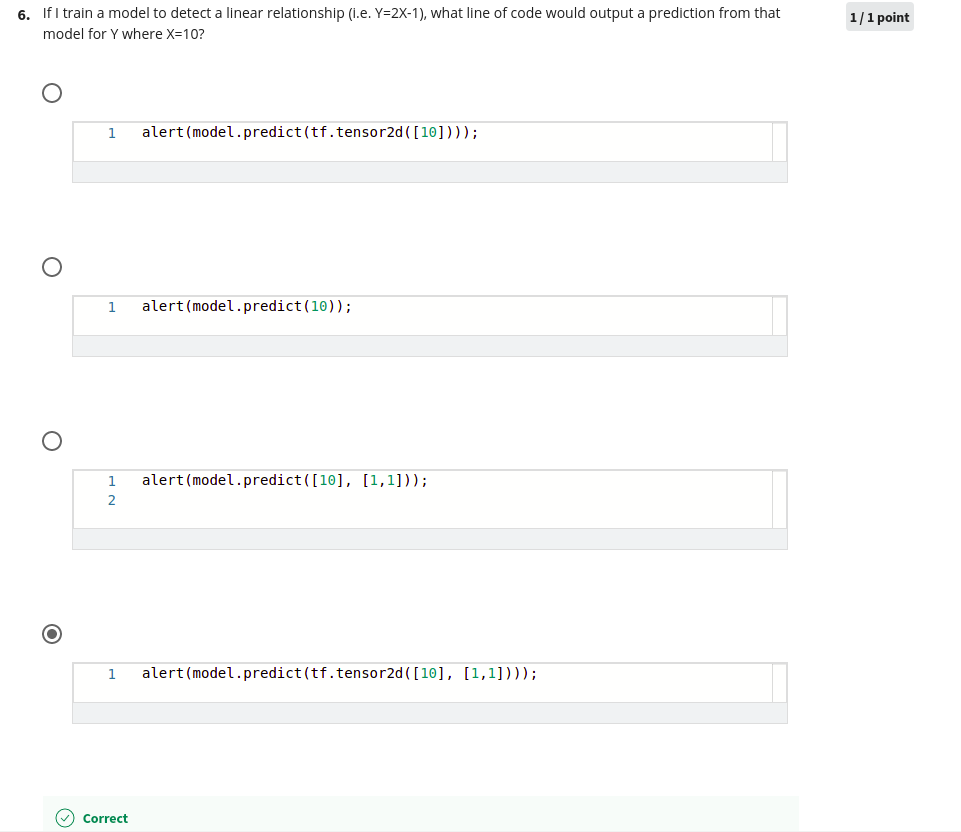 6. If I train a model to detect a linear relationship (i.e. Y=2X-1), what line of code would output a prediction from that
model for Y where X=10?
1 / 1 point
1 alert(model.predict(tf.tensor2d([10])));
1 alert(model.predict(10));
1 alert(model.predict([10], [1,1]));
2
1 alert(model.predict(tf.tensor2d([10], [1,1])));
Correct